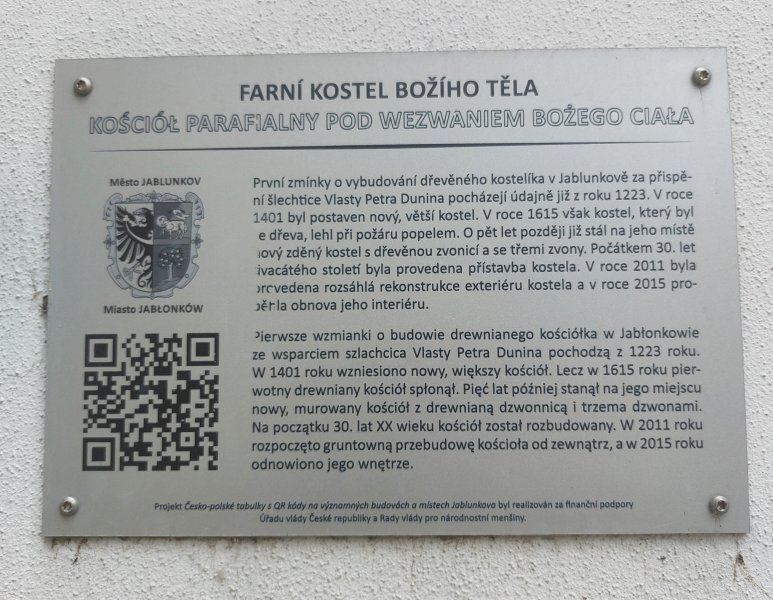 FARNÍ KOSTEL BOŽÍHO TĚLA
KOŚCIÓŁ PARAFIALNY POD WEZWANIEM BOŻEGO CIAŁA
Město JABLUNKOV
Miasto JABŁONKÓW
První zmínky o vybudování dřevěného kostelíka v Jablunkově za přispě-
ní šlechtice Vlasty Petra Dunina pocházejí údajně již z roku 1223. V roce
1401 byl postaven nový, větší kostel. V roce 1615 však kostel, který byl
e dřeva, lehl při požáru popelem. O pět let později již stál na jeho místě
nový zděný kostel s dřevěnou zvonicí a se třemi zvony. Počátkem 30. let
ivacátého století byla provedena přístavba kostela. V roce 2011 byla
provedena rozsáhlá rekonstrukce exteriéru kostela a v roce 2015 pro-
běhla obnova jeho interiéru.
Pierwsze wzmianki o budowie drewnianego kościółka w Jabłonkowie
ze wsparciem szlachcica Vlasty Petra Dunina pochodzą z 1223 roku.
W 1401 roku wzniesiono nowy, większy kościół. Lecz w 1615 roku pier-
wotny drewniany kościół spłonął. Pięć lat później stanął na jego miejscu
nowy, murowany kościół z drewnianą dzwonnicą i trzema dzwonami.
Na początku 30. lat XX wieku kościół został rozbudowany. W 2011 roku
rozpoczęto gruntowną przebudowę kościoła od zewnątrz, a w 2015 roku
odnowiono jego wnętrze.
Projekt Česko-polské tabulky s QR kódy na významných budovách a místech Jablunkova byl realizován za finanční podpory
Úřadu vlády České republiky a Rady vlády pro národnostní menšiny.